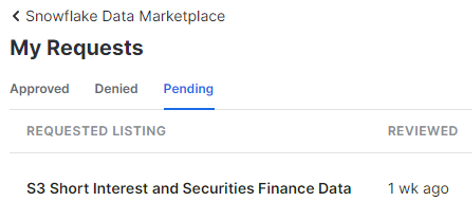 Snowflake Data Marketplace
My Requests
Approved Denied Pending
REQUESTED LISTING REVIEWED
S3 Short Interest and Securities Finance Data 1 wk ago